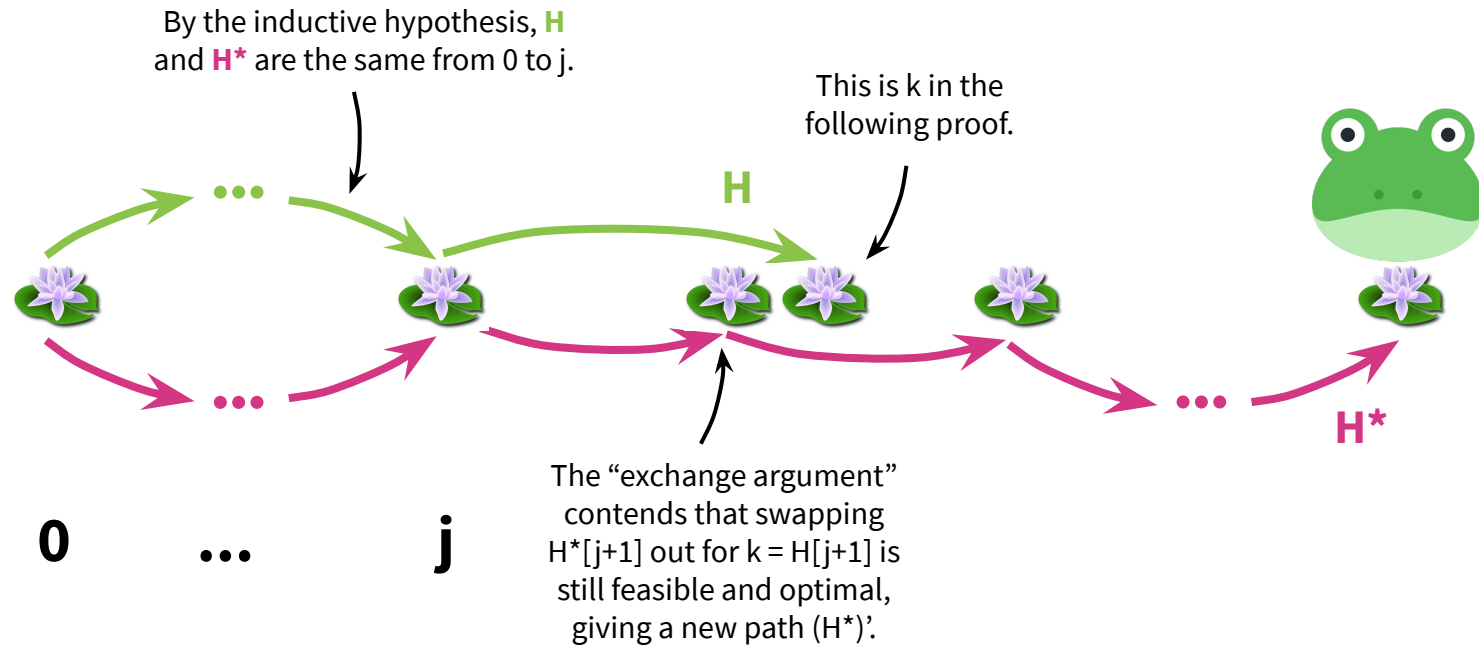 By the inductive hypothesis, H
and H* are the same from 0 to j.
This is k in the
following proof.
•••
H
•••
•••
H*
The “exchange argument”
contends that swapping
H*[j+1] out for k = H[j+1] is
still feasible and optimal,
giving a new path (H*)’.
0 ... j